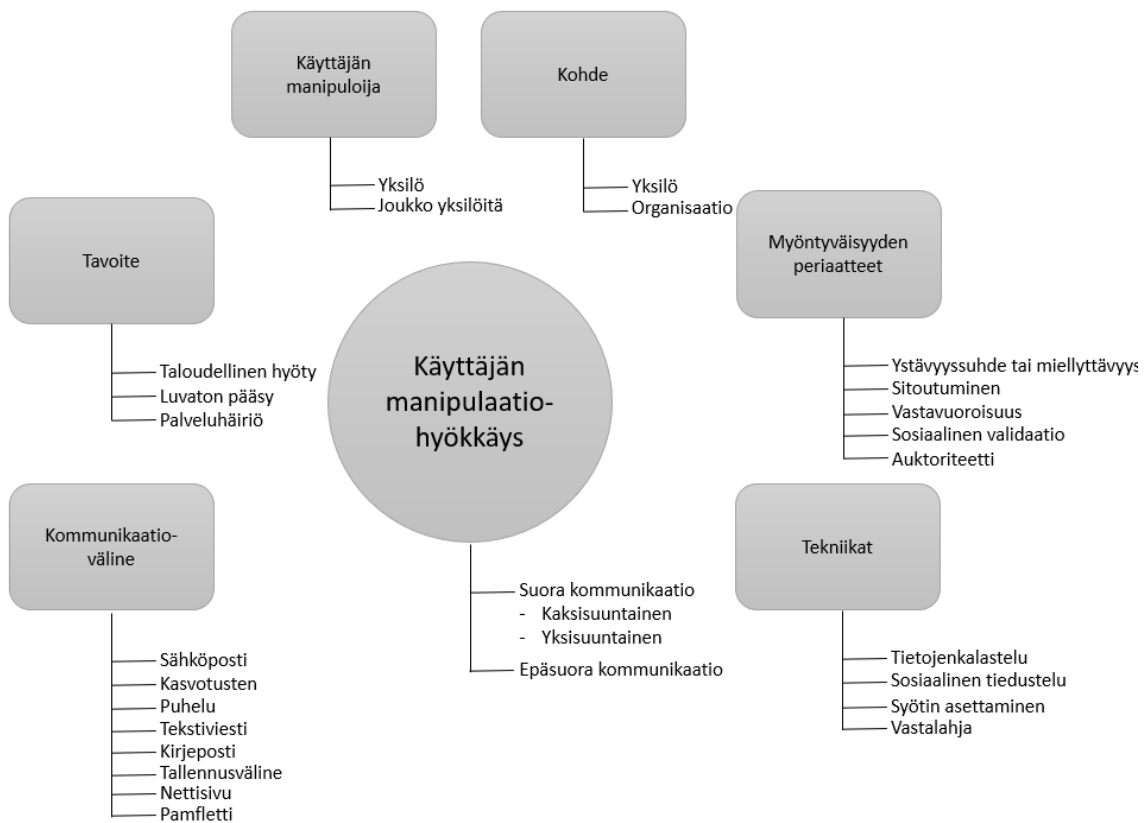 Käyttäjän
manipuloija
Yksilö
Joukko yksilöitä
Kohde
Yksilö
Organisaatio
Tavoite
Taloudellinen hyöty
Luvaton pääsy
Palveluhäiriö
Myöntyväisyyden
periaatteet
Ystävyyssuhde tai miellyttävyys
Sitoutuminen
Vastavuoroisuus
Sosiaalinen validaatio
Auktoriteetti
Käyttäjän
manipulaatio-
hyökkäys
Suora kommunikaatio
- Kaksisuuntainen
- Yksisuuntainen
Epäsuora kommunikaatio
Kommunikaatio-
väline
Sähköposti
Kasvotusten
Puhelu
Tekstiviesti
Kirjeposti
Tallennusväline
Nettisivu
Pamfletti
Tekniikat
Tietojenkalastelu
Sosiaalinen tiedustelu
Syötin asettaminen
Vastalahja